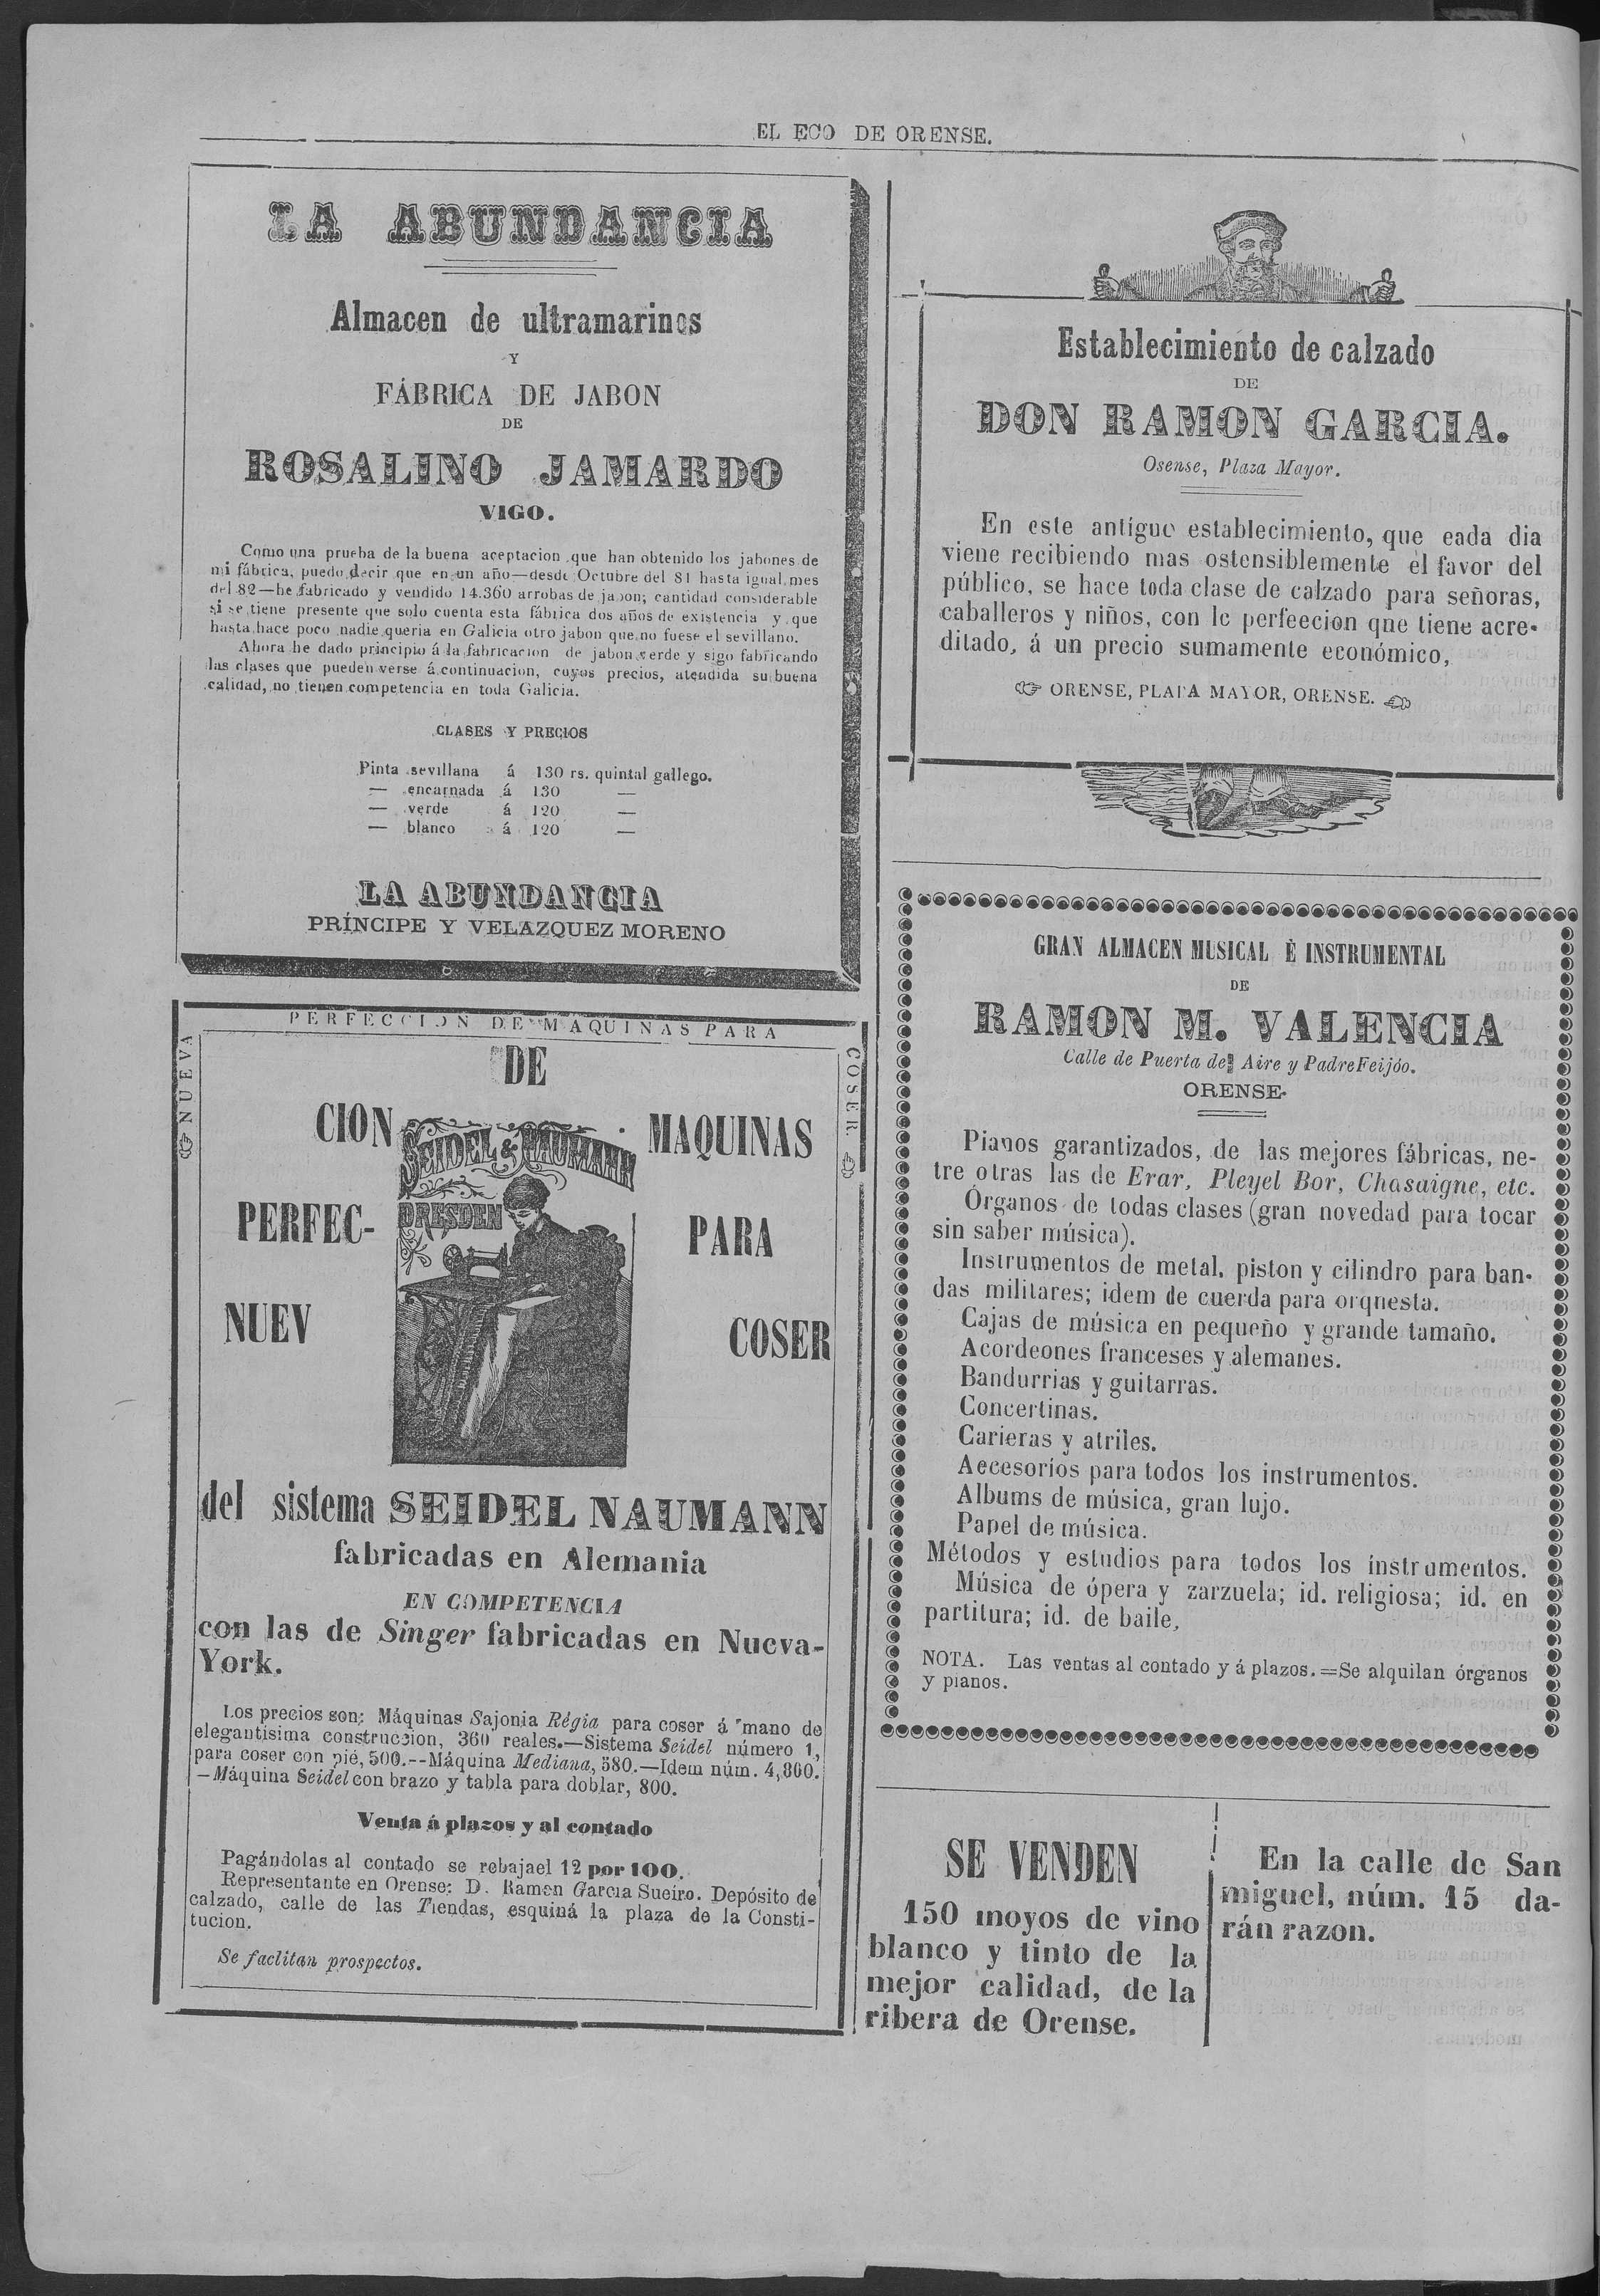 EL ECO DE ORENSE.
LA ABUNDANCIA
Almacen de ultramarinos
Y
FÁBRICA DE JABON
DE
ROSALINO JAMARDO
VIGO.
Como una prueba de la buena aceptacion que han obtenido los jabones de
mi fábrica, puedo decir que en un año—desde Octubre del 81 hasta igual mes
del 82—he fabricado y vendido 14.360 arrobas de jabon; cantidad considerable
si se tiene presente que solo cuenta esta fábrica dos años de existencia y que
hasta hace poco nadie queria en Galicia otro jabon que no fuese el sevillano.
Ahora he dado principio á la fabricacion de jabon verde y sigo fabricando
las clases que pueden verse á continuacion, cuyos precios, atendida su buena
calidad, no tienen competencia en toda Galicia.
CLASES Y PRECIOS
Pinta sevillana á 130 rs. quintal gallego.
— encarnada á 130 —
— verde á 120 —
— blanco á 120 —
LA ABUNDANCIA
PRÍNCIPE Y VELAZQUEZ MORENO
NUEVA
PERFECCION DE MAQUINAS PARA
COSER.
DE
CION
MAQUINAS
SEIDEL & NAUMANN
DRESDEN
PERFEC-
PARA
NUEV
COSER
del sistema SEIDEL NAUMANN
fabricadas en Alemania
EN COMPETENCIA
con las de Singer fabricadas en Nueva-
York.
Los precios son: Máquinas Sajonia Régia para coser á mano de
elegantisima construccion, 360 reales.—Sistema Seidel número 1,
para coser con pié, 500.--Máquina Mediana, 580.—Idem núm. 4,800.
—Máquina Seidel con brazo y tabla para doblar, 800.
Venta á plazos y al contado
Pagándolas al contado se rebajael 12 por 100.
Representante en Orense: D. Ramon Garcia Sueiro. Depósito de
calzado, calle de las Tiendas, esquiná la plaza de la Consti-
tucion.
Se faclitan prospectos.
Establecimiento de calzado
DE
DON RAMON GARCIA.
Osense, Plaza Mayor.
En este antígue establecimiento, que eada dia
viene recibiendo mas ostensiblemente el favor del
público, se hace toda clase de calzado para señoras,
caballeros y niños, con lc perfeecion qne tiene acre-
ditado, á un precio sumamente económico,
ORENSE, PLAPA MAYOR, ORENSE.
GRAN ALMACEN MUSICAL É INSTRUMENTAL
DE
RAMON M. VALENCIA
Calle de Puerta del Aire y PadreFeijóo.
ORENSE-
Pianos garantizados, de las mejores fábricas, ne-
tre otras las de Erar, Pleyel Bor, Chasaigne, etc.
Órganos de todas clases (gran novedad para tocar
sin saber música).
Instrumentos de metal, piston y cilindro para ban-
das militares; idem de cuerda para orqnesta.
Cajas de música en pequeño y grande tamaño.
Acordeones franceses y alemanes.
Bandurrias y guitarras.
Concertinas.
Carieras y atriles.
Aecesoríos para todos los instrumentos.
Albums de música, gran lujo.
Papel de música.
Métodos y estudios para todos los ínstrumentos.
Música de ópera y zarzuela; id. religiosa; id. en
partitura; id. de baile,
NOTA. Las ventas al contado y á plazos.=Se alquilan órganos
y pianos.
SE VENDEN
150 moyos de vino
blanco y tinto de la
mejor calidad, de la
ribera de Orense.
En la calle de San
miguel, núm. 15 da-
rán razon.